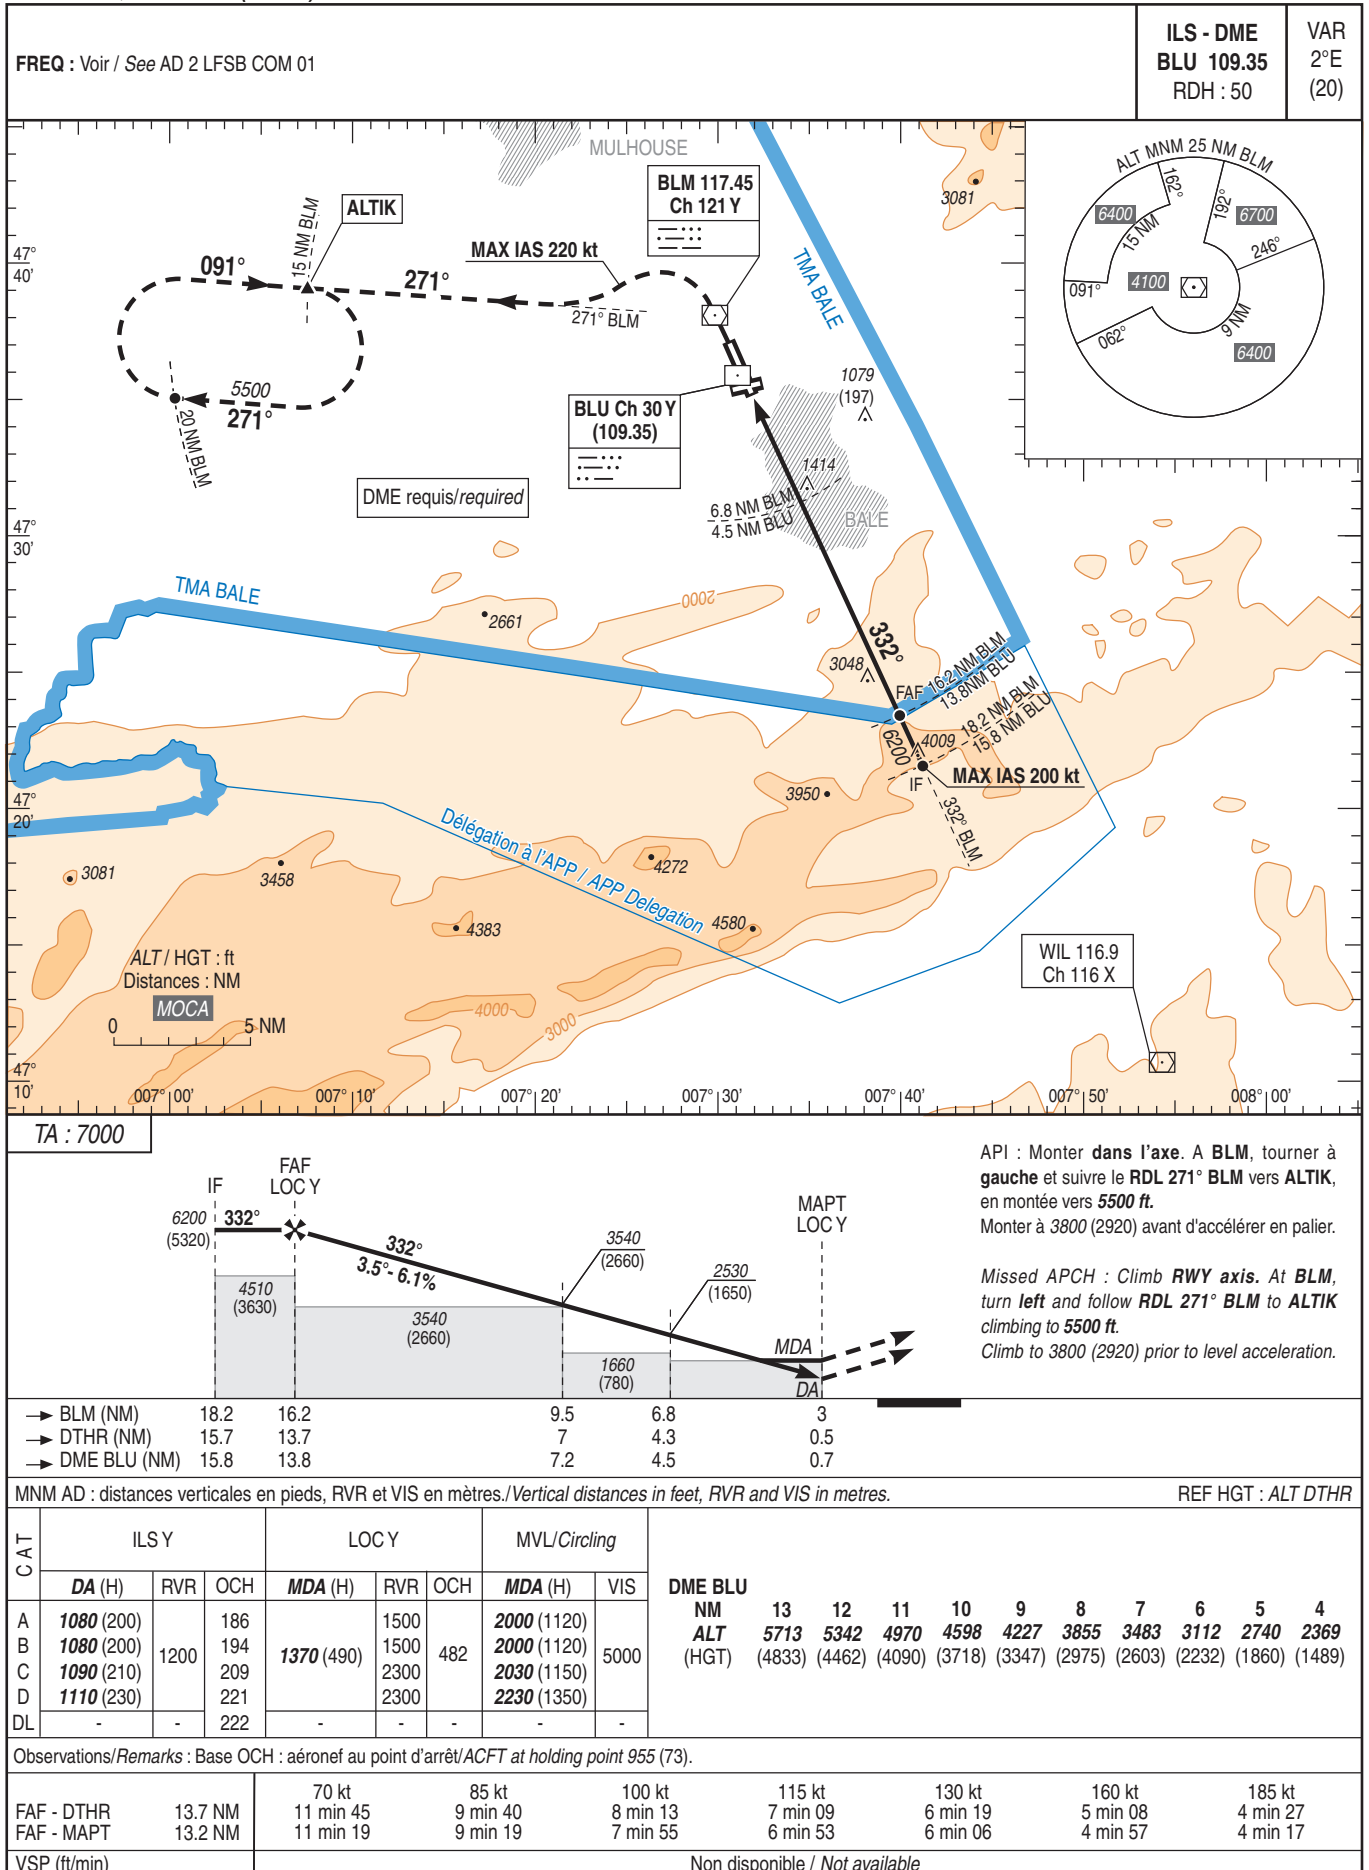 FREQ : Voir / See AD 2 LFSB COM 01
ILS - DME
BLU 109.35
RDH : 50
VAR
2°E
(20)
MULHOUSE
BLM 117.45
Ch 121 Y
3081
ALT MNM 25 NM BLM
162°
192°
6400
6700
15 NM
246°
4100
091°
062°
9 NM
6400
ALTIK
15 NM BLM
091°
271°
MAX IAS 220 kt
271° BLM
TMA BALE
47°
40'
5500
271°
20 NM BLM
BLU Ch 30 Y
(109.35)
1079
(197)
1414
DME requis/required
6.8 NM BLM
4.5 NM BLU
BALE
47°
30'
TMA BALE
2000
2661
332°
3048
FAF
16.2 NM BLM
13.8NM BLU
18.2 NM BLM
15.8 NM BLU
6200
4009
IF
MAX IAS 200 kt
3950
332° BLM
47°
20'
Délégation à l'APP / APP Delegation
3081
3458
4272
4383
4580
ALT / HGT : ft
Distances : NM
MOCA
0
5 NM
4000
3000
WIL 116.9
Ch 116 X
47°
10'
007° 00'
007° 10'
007° 20'
007° 30'
007° 40'
007° 50'
008° 00'
TA : 7000
API : Monter dans l'axe. A BLM, tourner à
gauche et suivre le RDL 271° BLM vers ALTIK,
en montée vers 5500 ft.
Monter à 3800 (2920) avant d'accélérer en palier.
Missed APCH : Climb RWY axis. At BLM,
turn left and follow RDL 271° BLM to ALTIK
climbing to 5500 ft.
Climb to 3800 (2920) prior to level acceleration.
IF
FAF
LOC Y
MAPT
LOC Y
6200
(5320)
332°
332°
3.5°- 6.1%
3540
(2660)
2530
(1650)
4510
(3630)
3540
(2660)
1660
(780)
MDA
DA
BLM (NM) 18.2 16.2 9.5 6.8 3
DTHR (NM) 15.7 13.7 7 4.3 0.5
DME BLU (NM) 15.8 13.8 7.2 4.5 0.7
MNM AD : distances verticales en pieds, RVR et VIS en mètres./Vertical distances in feet, RVR and VIS in metres. REF HGT : ALT DTHR
CAT ILS Y LOC Y MVL/Circling
DA (H) RVR OCH MDA (H) RVR OCH MDA (H) VIS
A 1080 (200) 186 1500 2000 (1120)
B 1080 (200) 194 1500 2000 (1120)
1200 1370 (490) 482 5000
C 1090 (210) 209 2300 2030 (1150)
D 1110 (230) 221 2300 2230 (1350)
DL - - 222 - - - - -
DME BLU
NM 13 12 11 10 9 8 7 6 5 4
ALT 5713 5342 4970 4598 4227 3855 3483 3112 2740 2369
(HGT) (4833) (4462) (4090) (3718) (3347) (2975) (2603) (2232) (1860) (1489)
Observations/Remarks : Base OCH : aéronef au point d'arrêt/ACFT at holding point 955 (73).
70 kt 85 kt 100 kt 115 kt 130 kt 160 kt 185 kt
FAF - DTHR 13.7 NM 11 min 45 9 min 40 8 min 13 7 min 09 6 min 19 5 min 08 4 min 27
FAF - MAPT 13.2 NM 11 min 19 9 min 19 7 min 55 6 min 53 6 min 06 4 min 57 4 min 17
VSP (ft/min) Non disponible / Not available